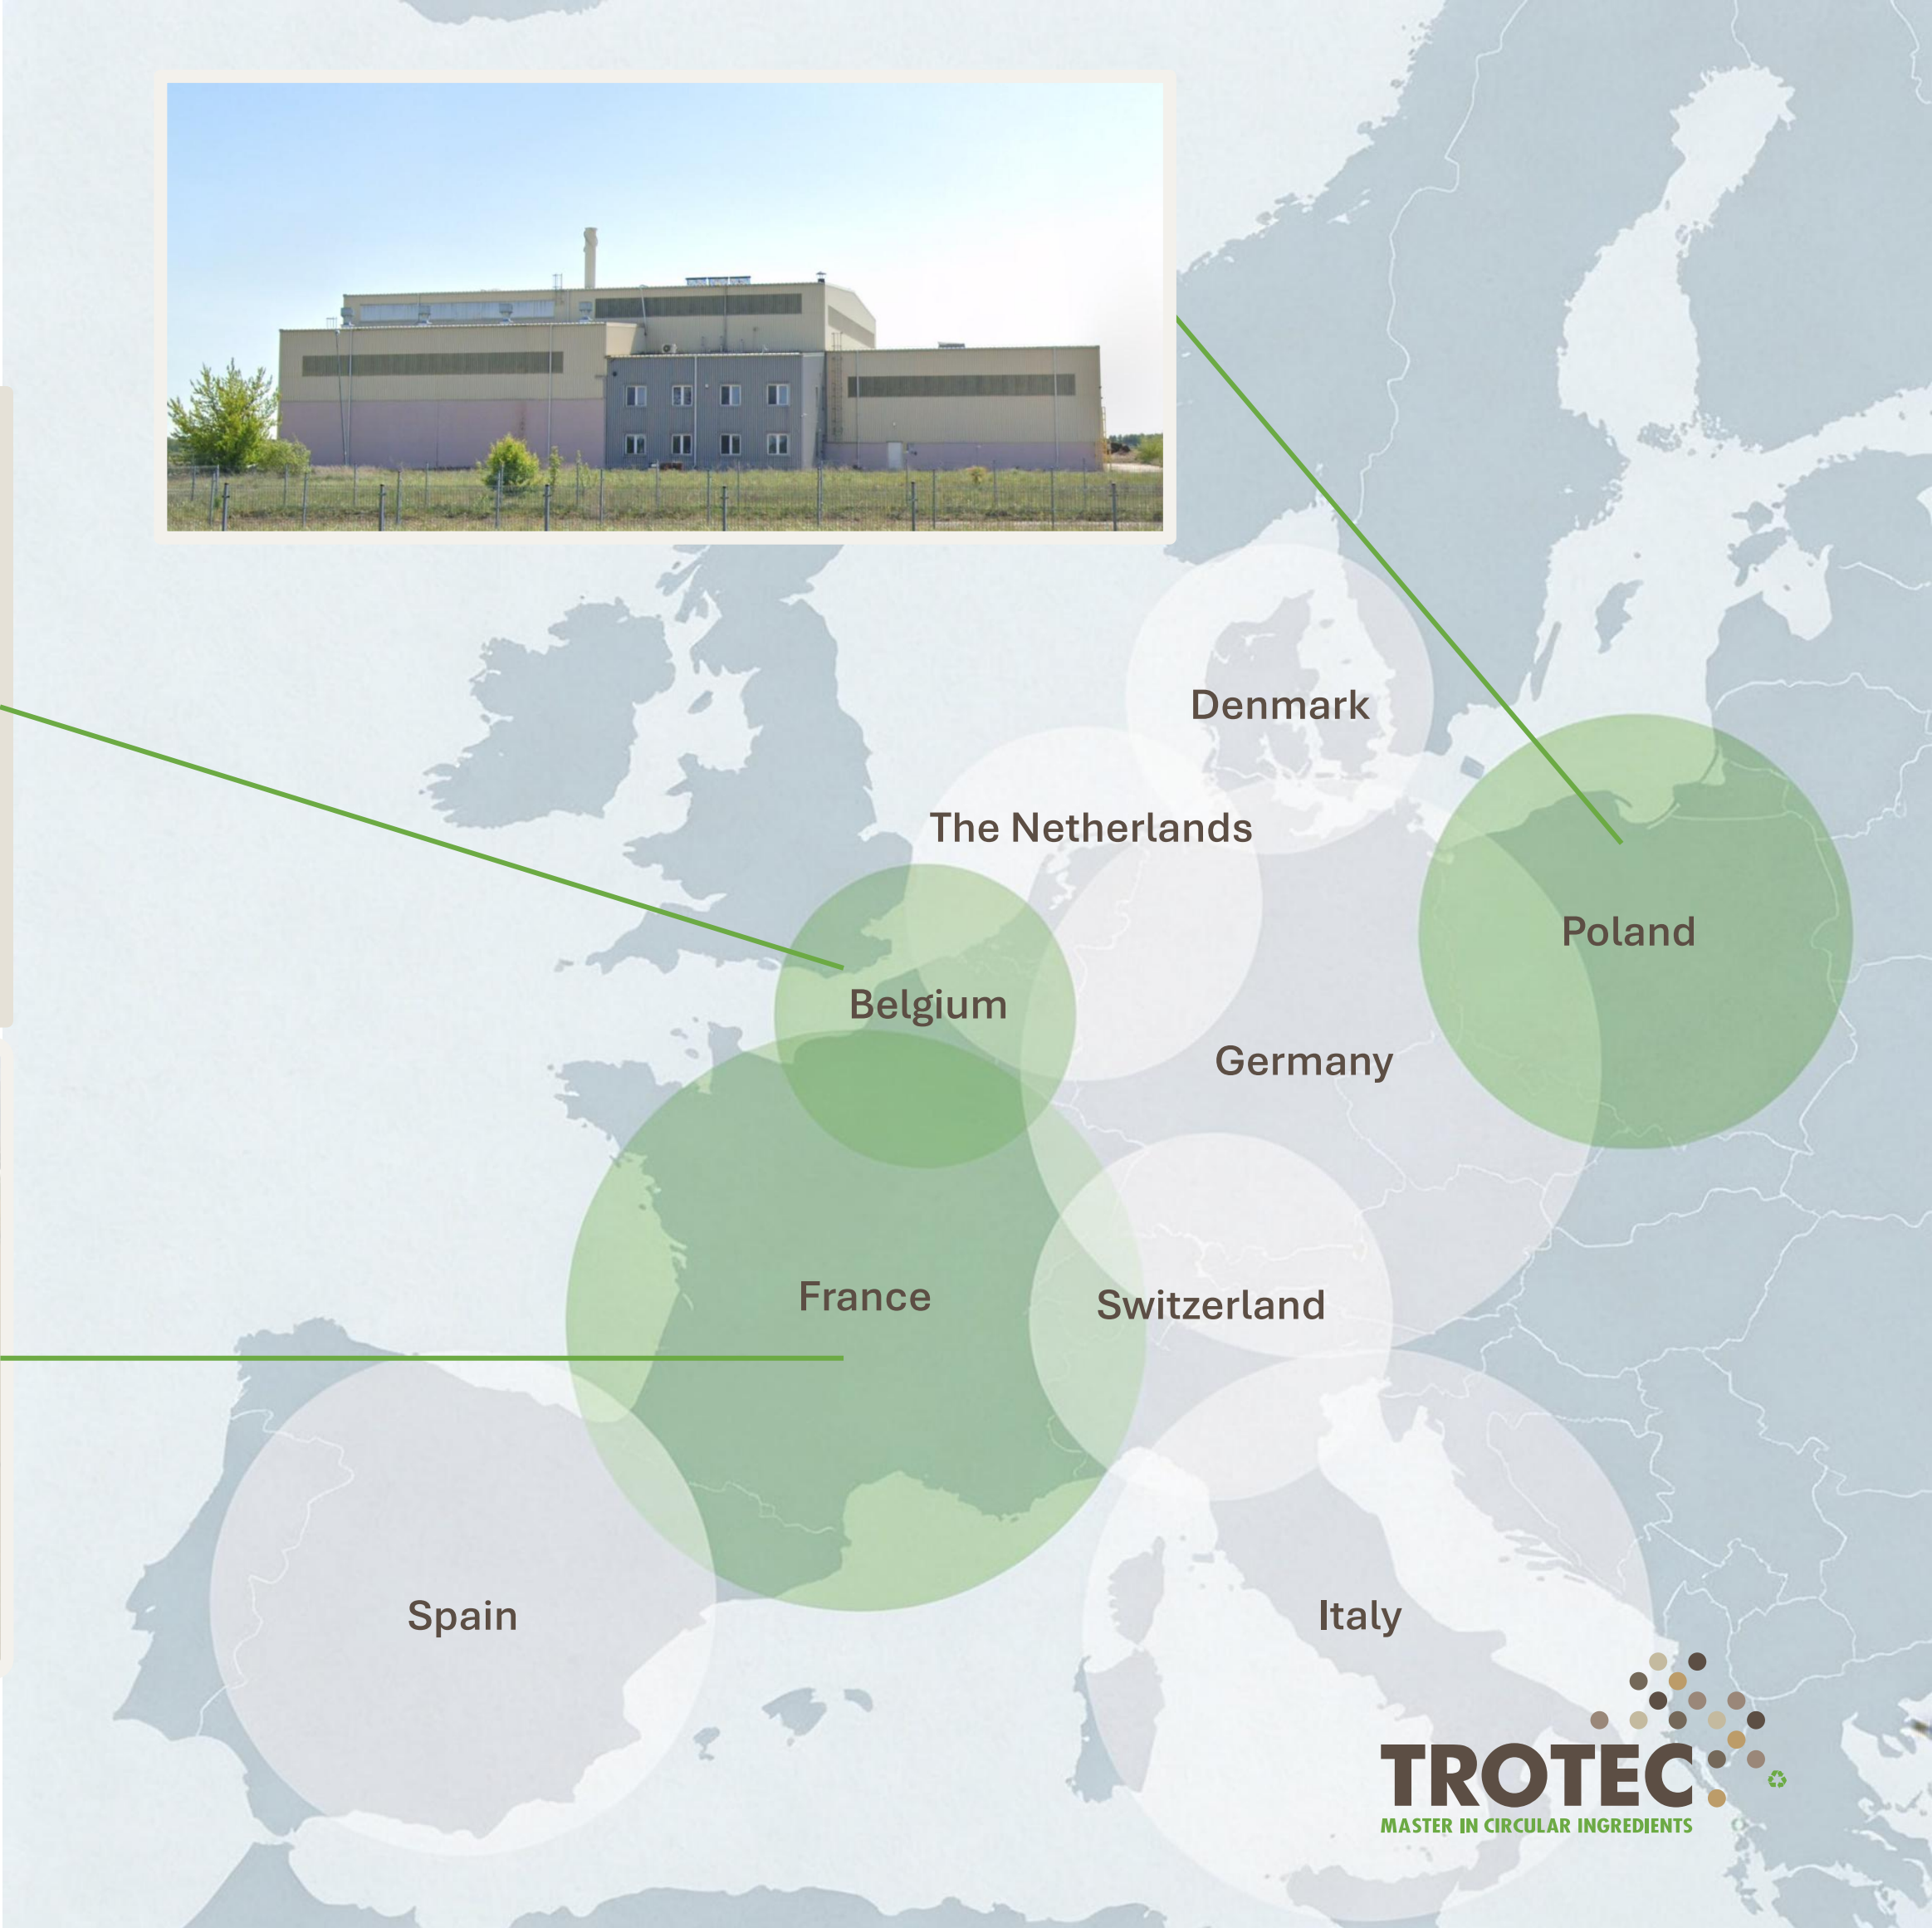 Denmark
The Netherlands
Poland
Belgium
Germany
France
Switzerland
Spain
Italy
TROTEC
MASTER IN CIRCULAR INGREDIENTS